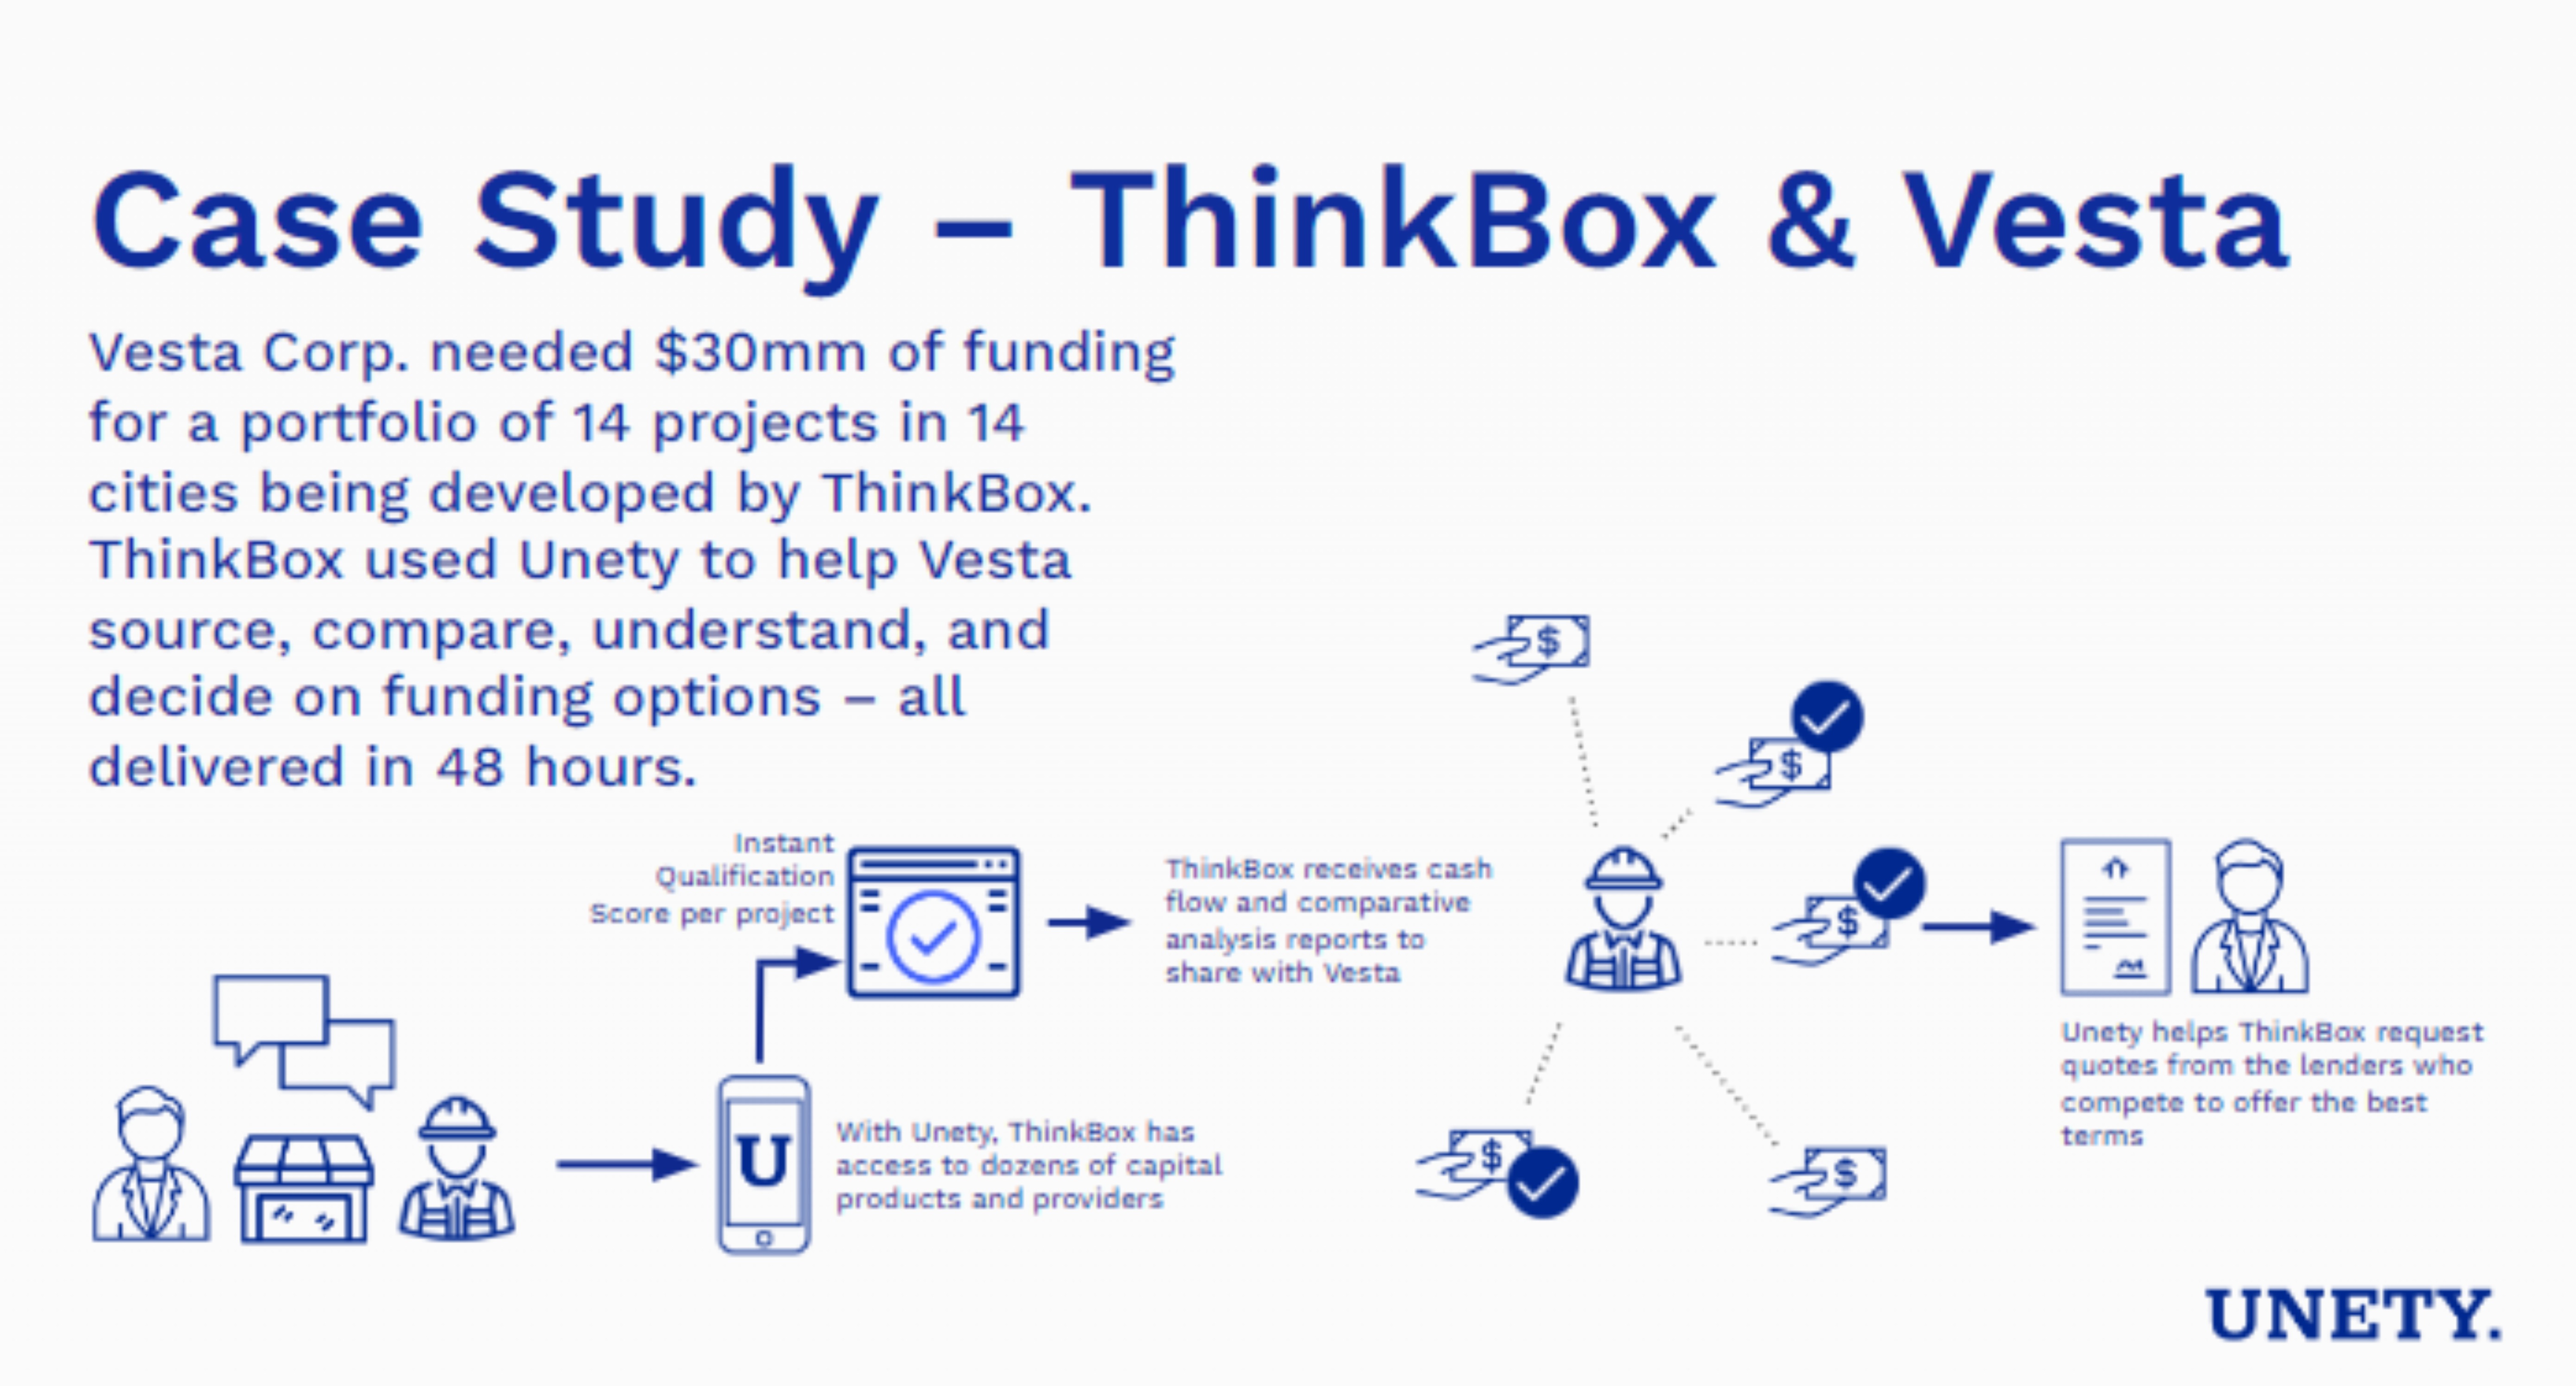 Case Study – ThinkBox & Vesta
Vesta Corp. needed $30mm of funding
for a portfolio of 14 projects in 14
cities being developed by ThinkBox.
ThinkBox used Unety to help Vesta
source, compare, understand, and
decide on funding options – all
delivered in 48 hours.
Instant
Qualification
Score per project
ThinkBox receives cash
flow and comparative
analysis reports to
share with Vesta
$
$
$
$
$
U
With Unety, ThinkBox has
access to dozens of capital
products and providers
Unety helps ThinkBox request
quotes from the lenders who
compete to offer the best
terms
UNETY.